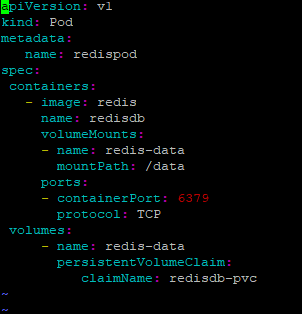 apiVersion: v1
kind: Pod
metadata:
   name: redispod
spec:
 containers:
   - image: redis
     name: redisdb
     volumeMounts:
     - name: redis-data
       mountPath: /data
     ports:
     - containerPort: 6379
       protocol: TCP
 volumes:
     - name: redis-data
       persistentVolumeClaim:
          claimName: redisdb-pvc
~
~